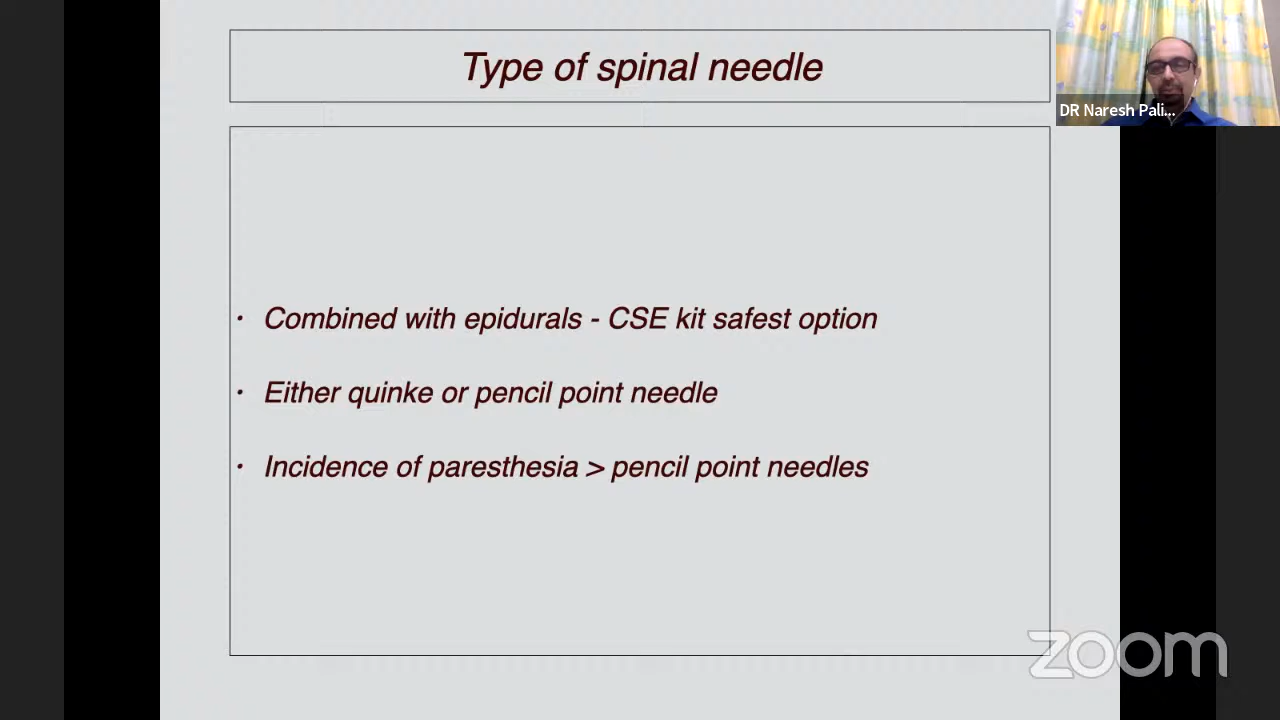 Type of spinal needle
DR Naresh Pali...
• Combined with epidurals - CSE kit safest option
• Either quinke or pencil point needle
• Incidence of paresthesia > pencil point needles
zoom